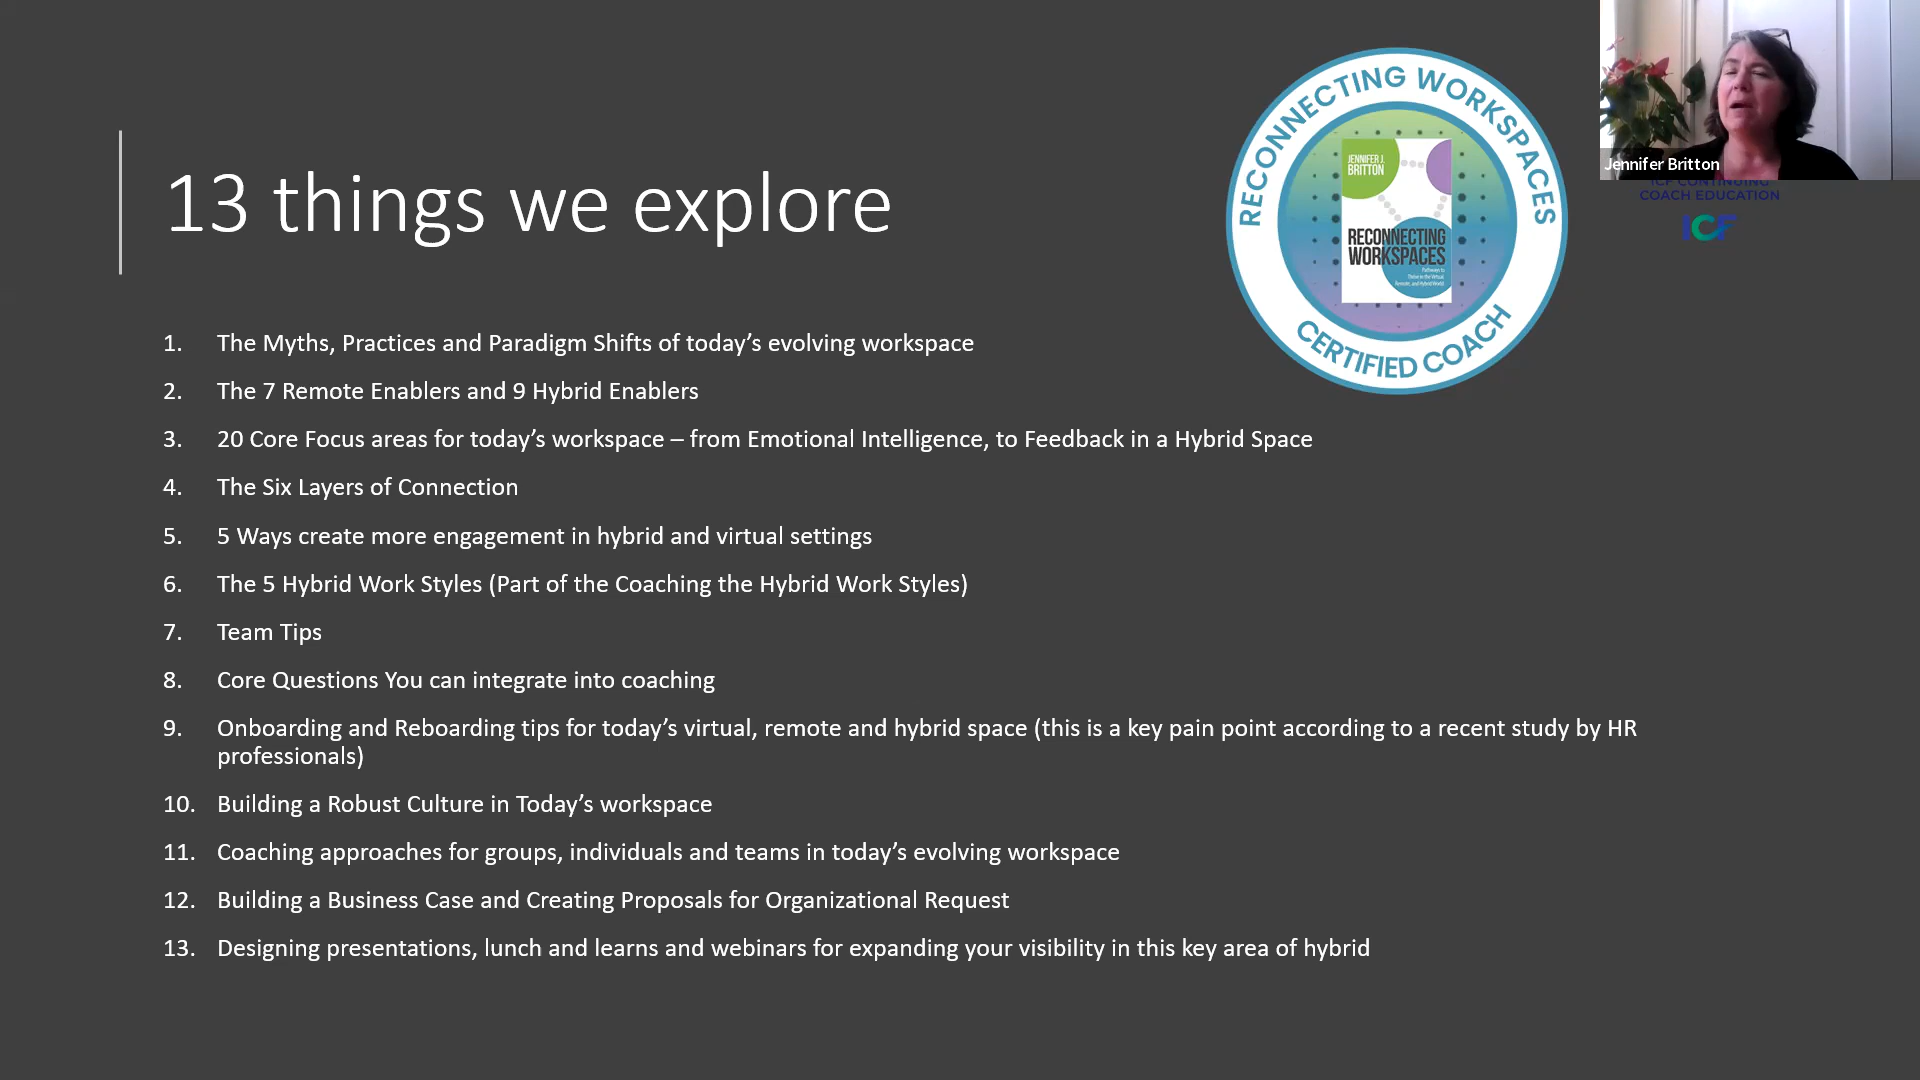 13 things we explore
RECONNECTING WORKSPACES
JENNIFER J.
BRITTON
RECONNECTING
WORKSPACES
Pathways to
Thrive in the Virtual,
Remote, and Hybrid World
CERTIFIED COACH
Jennifer Britton
ICF CONTINUING
COACH EDUCATION
ICF
1. The Myths, Practices and Paradigm Shifts of today’s evolving workspace
2. The 7 Remote Enablers and 9 Hybrid Enablers
3. 20 Core Focus areas for today’s workspace – from Emotional Intelligence, to Feedback in a Hybrid Space
4. The Six Layers of Connection
5. 5 Ways create more engagement in hybrid and virtual settings
6. The 5 Hybrid Work Styles (Part of the Coaching the Hybrid Work Styles)
7. Team Tips
8. Core Questions You can integrate into coaching
9. Onboarding and Reboarding tips for today’s virtual, remote and hybrid space (this is a key pain point according to a recent study by HR
professionals)
10. Building a Robust Culture in Today’s workspace
11. Coaching approaches for groups, individuals and teams in today’s evolving workspace
12. Building a Business Case and Creating Proposals for Organizational Request
13. Designing presentations, lunch and learns and webinars for expanding your visibility in this key area of hybrid